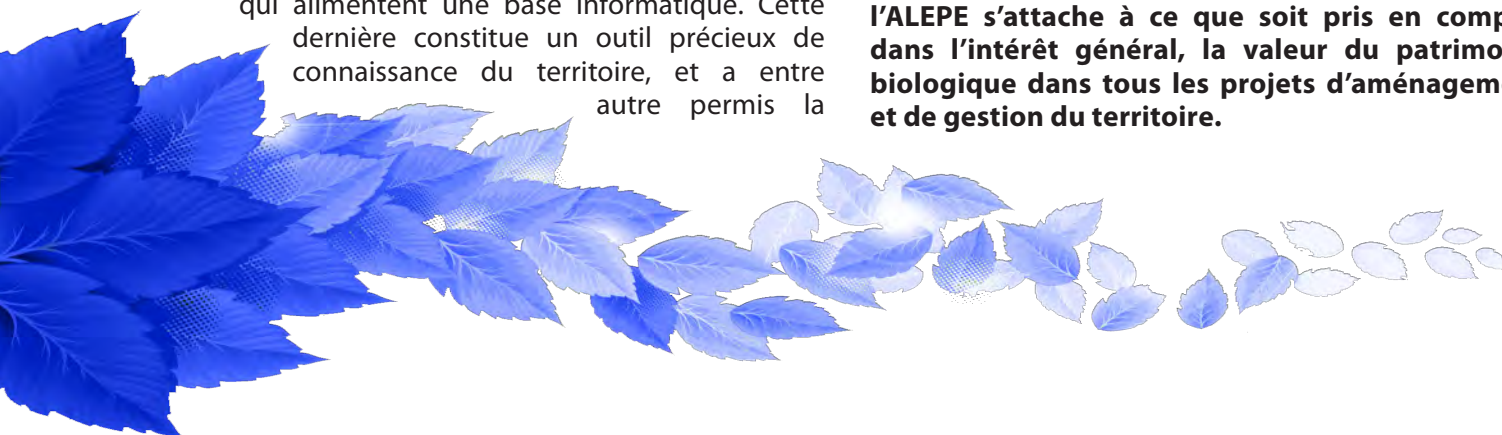 qui alimentent une base informatique. Cette
dernière constitue un outil précieux de
connaissance du territoire, et a entre
autre permis la
l'ALEPE s'attache à ce que soit pris en comp
dans l'intérêt général, la valeur du patrimo
biologique dans tous les projets d'aménageme
et de gestion du territoire.